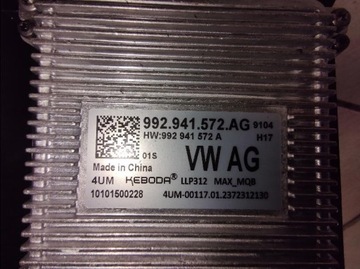 992.941.572.AG 9104
HW:992 941 572 A H17
01S VW AG
Made in China
4UM KEBODA® LLP312 MAX_MQB
10101500228 4UM-00117.01.2372312130